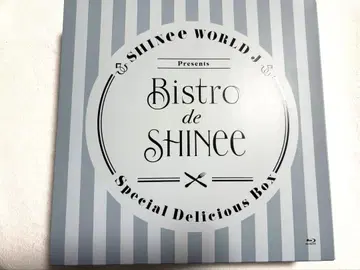 SHINee WORLD J
Presents
Bistro
de
SHINee
Special Delicious Box